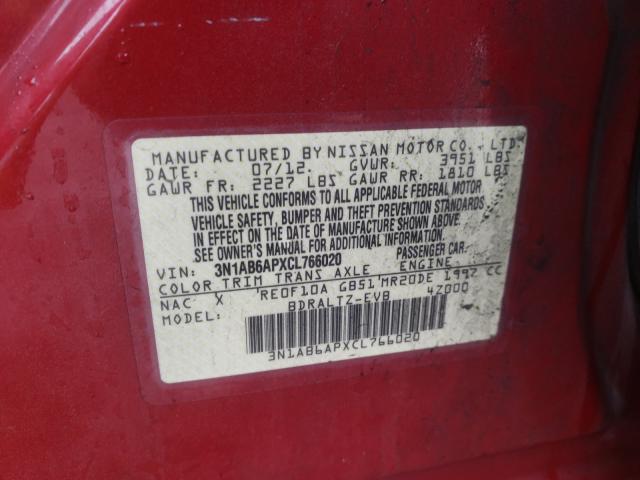 MANUFACTURED BY NISSAN MOTOR CO., LTD.
DATE: 07/12. GVWR: 3951 LBS
GAWR FR: 2227 LBS GAWR RR: 1810 LBS
THIS VEHICLE CONFORMS TO ALL APPLICABLE FEDERAL MOTOR
VEHICLE SAFETY, BUMPER AND THEFT PREVENTION STANDARDS
IN EFFECT ON THE DATE OF MANUFACTURE SHOWN ABOVE.
SEE OWNER'S MANUAL FOR ADDITIONAL INFORMATION.
VIN: 3N1AB6APXCL766020 PASSENGER CAR.
COLOR TRIM TRANS AXLE ENGINE
NAC X RE0F10A GB51 MR20DE 1997 CC
BDRALTZ-EVB 4Z000
3N1AB6APXCL766020